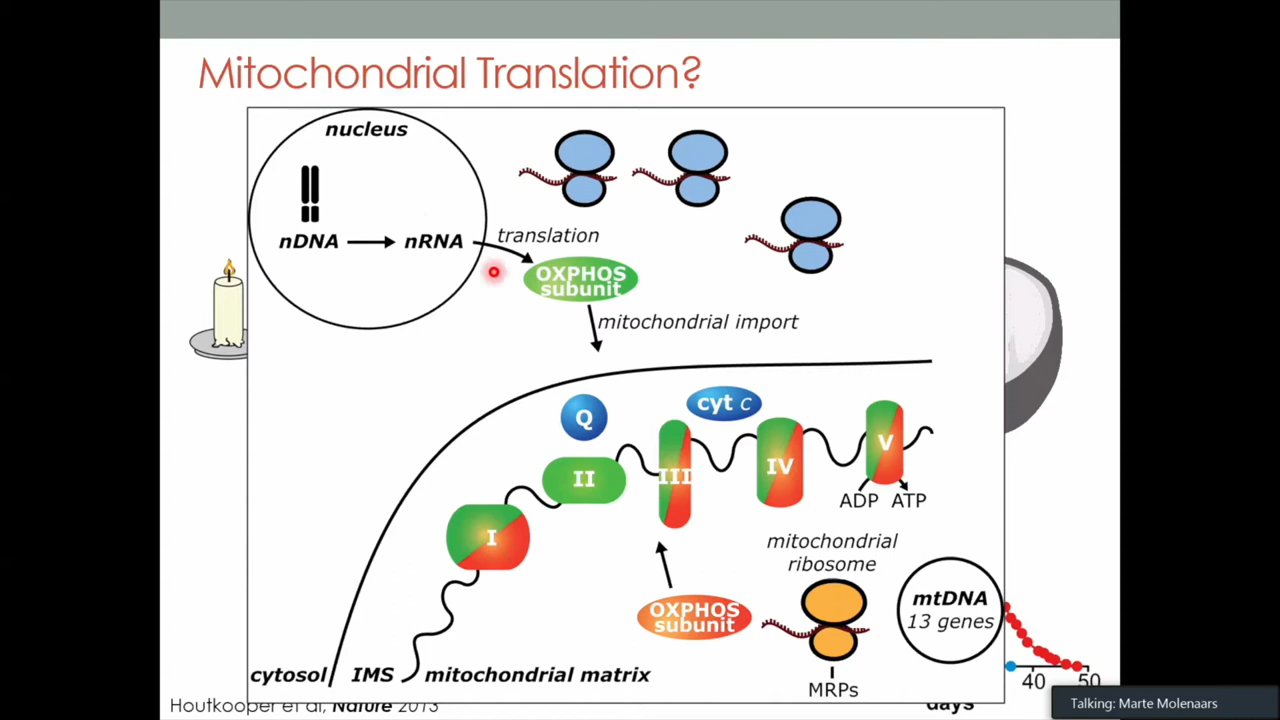 Mitochondrial Translation?
nucleus
nDNA
nRNA
translation
OXPHOS
subunit
mitochondrial import
Q
cyt c
I
II
III
IV
V
ADP
ATP
mitochondrial
ribosome
OXPHOS
subunit
mtDNA
13 genes
MRPs
cytosol
IMS
mitochondrial matrix
40
50
days
Houtkooper et al, Nature 2013
Talking: Marte Molenaars